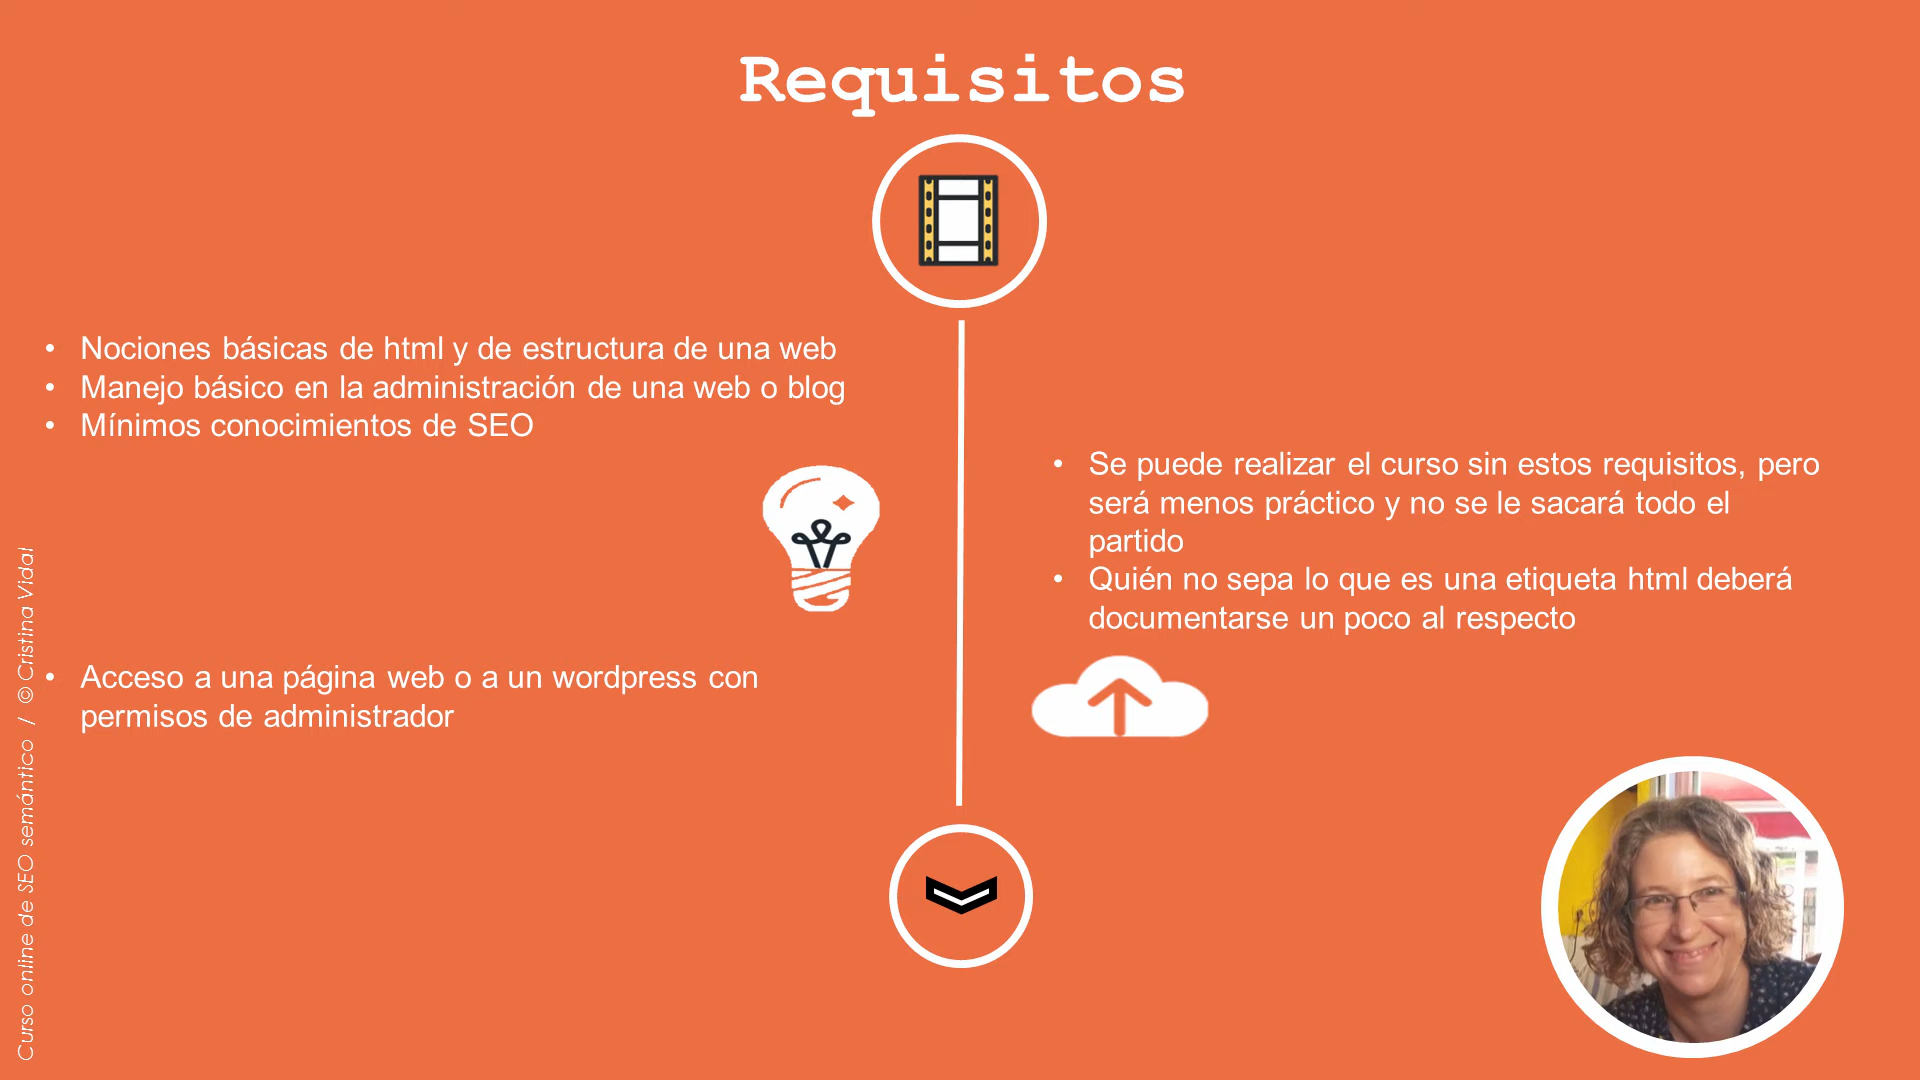 Requisitos
• Nociones básicas de html y de estructura de una web
• Manejo básico en la administración de una web o blog
• Mínimos conocimientos de SEO
• Se puede realizar el curso sin estos requisitos, pero
será menos práctico y no se le sacará todo el
partido
• Quién no sepa lo que es una etiqueta html deberá
documentarse un poco al respecto
• Acceso a una página web o a un wordpress con
permisos de administrador
Curso online de SEO semántico / © Cristina Vidal